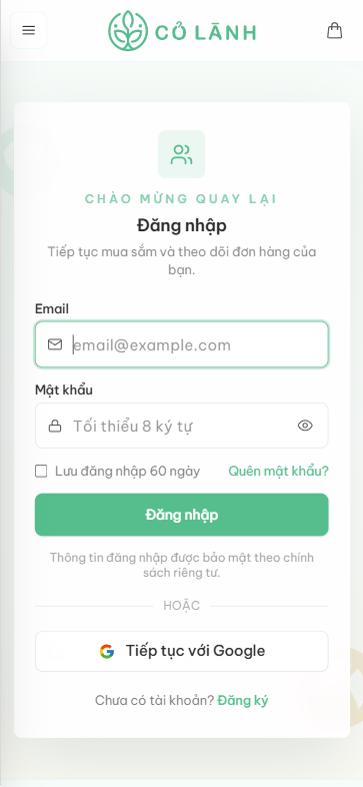 CỎ LÃNH
CHÀO MỪNG QUAY LẠI
Đăng nhập
Tiếp tục mua sắm và theo dõi đơn hàng của
bạn.
Email
email@example.com
Mật khẩu
Tối thiểu 8 ký tự
Lưu đăng nhập 60 ngày
Quên mật khẩu?
Đăng nhập
Thông tin đăng nhập được bảo mật theo chính
sách riêng tư.
HOẶC
Tiếp tục với Google
Chưa có tài khoản? Đăng ký